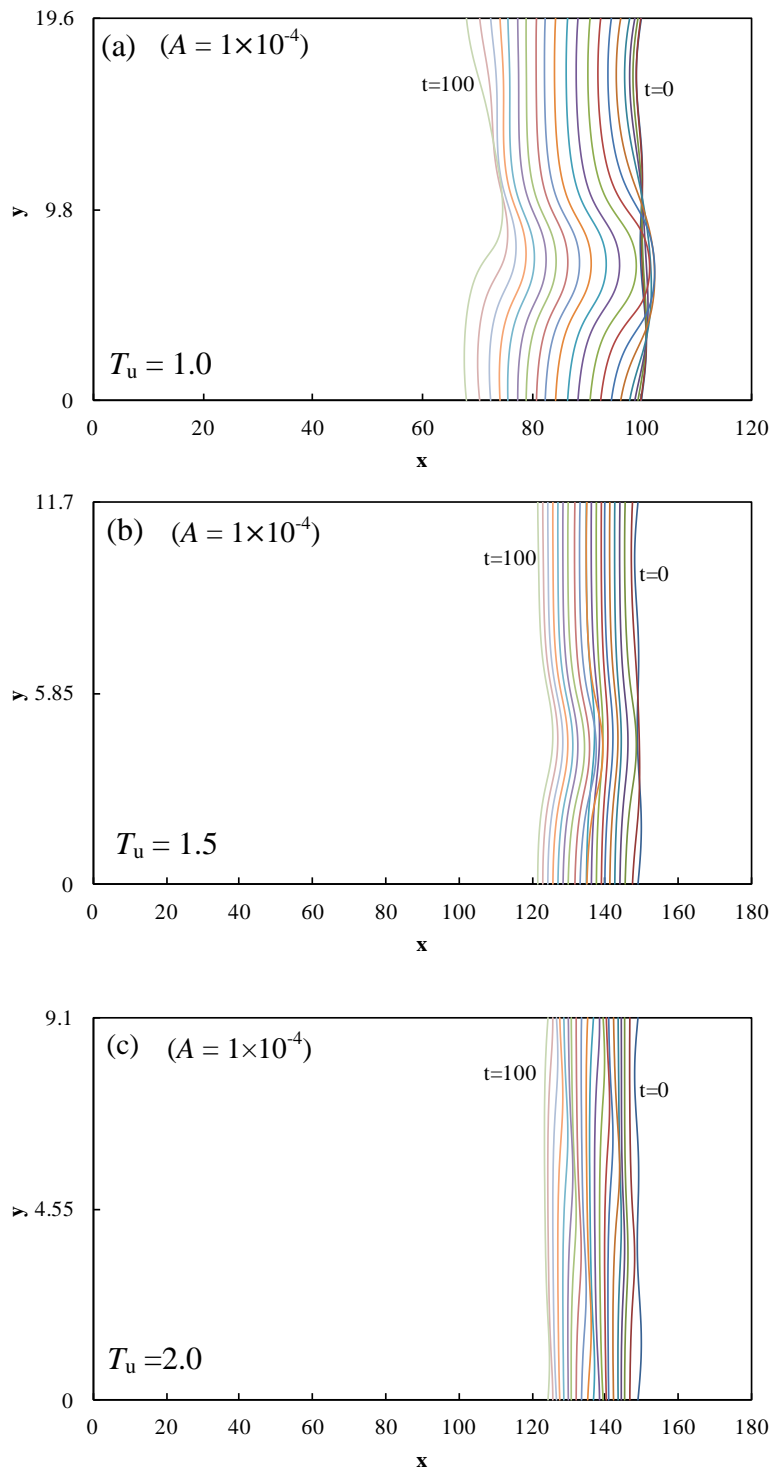 19.6
(a) (A = 1×10⁻⁴)
t=100
t=0
y
9.8
Tᵤ = 1.0
0
0 20 40 60 80 100 120
x
11.7
(b) (A = 1×10⁻⁴)
t=100
t=0
y
5.85
Tᵤ = 1.5
0
0 20 40 60 80 100 120 140 160 180
x
9.1
(c) (A = 1×10⁻⁴)
t=100
t=0
y
4.55
Tᵤ =2.0
0
0 20 40 60 80 100 120 140 160 180
x